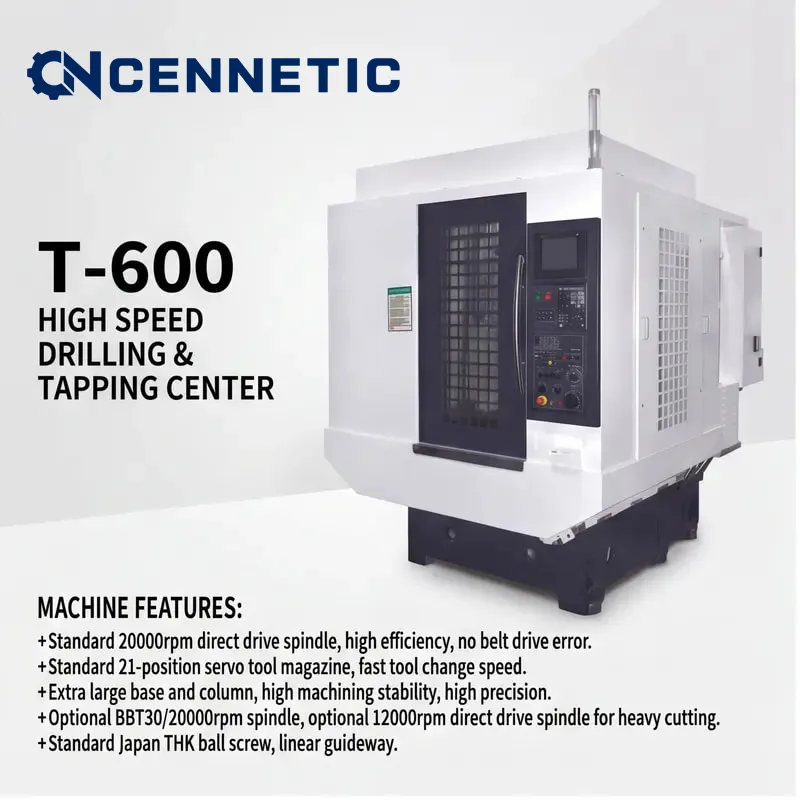 CENNETIC
T-600
HIGH SPEED
DRILLING &
TAPPING CENTER
MACHINE FEATURES:
+Standard 20000rpm direct drive spindle, high efficiency, no belt drive error.
+Standard 21-position servo tool magazine, fast tool change speed.
+Extra large base and column, high machining stability, high precision.
+Optional BBT30/20000rpm spindle, optional 12000rpm direct drive spindle for heavy cutting.
+Standard Japan THK ball screw, linear guideway.